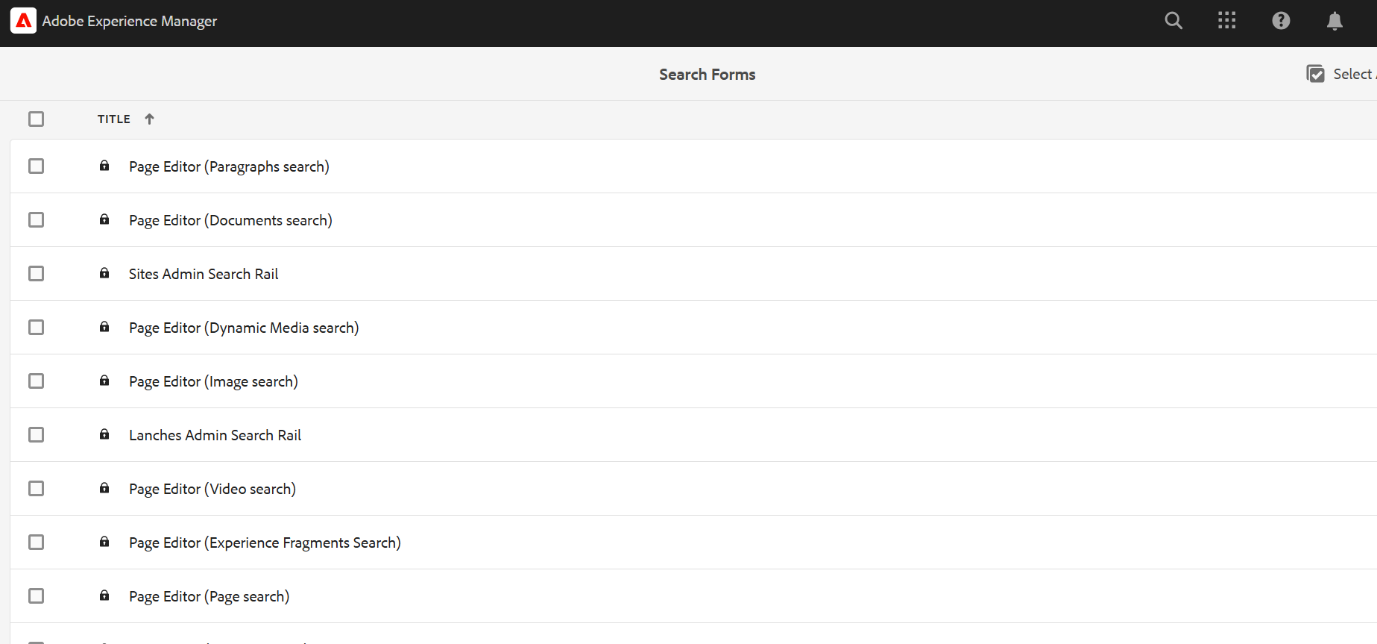 Adobe Experience Manager
Search Forms
Select
TITLE
Page Editor (Paragraphs search)
Page Editor (Documents search)
Sites Admin Search Rail
Page Editor (Dynamic Media search)
Page Editor (Image search)
Lanches Admin Search Rail
Page Editor (Video search)
Page Editor (Experience Fragments Search)
Page Editor (Page search)